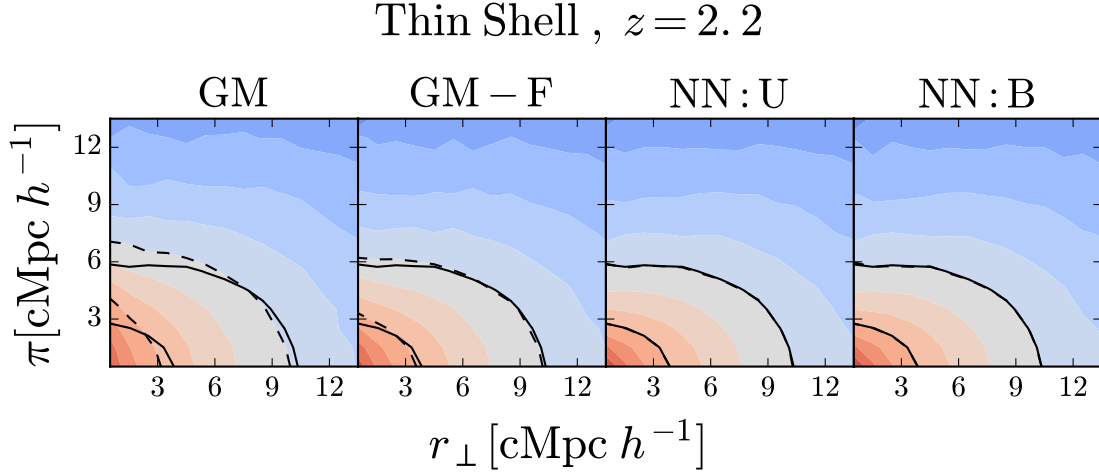 Thin Shell , z = 2.2
GM GM − F NN : U NN : B
π [cMpc h⁻¹]
12
9
6
3
3 6 9 12 3 6 9 12 3 6 9 12 3 6 9 12
r⊥ [cMpc h⁻¹]